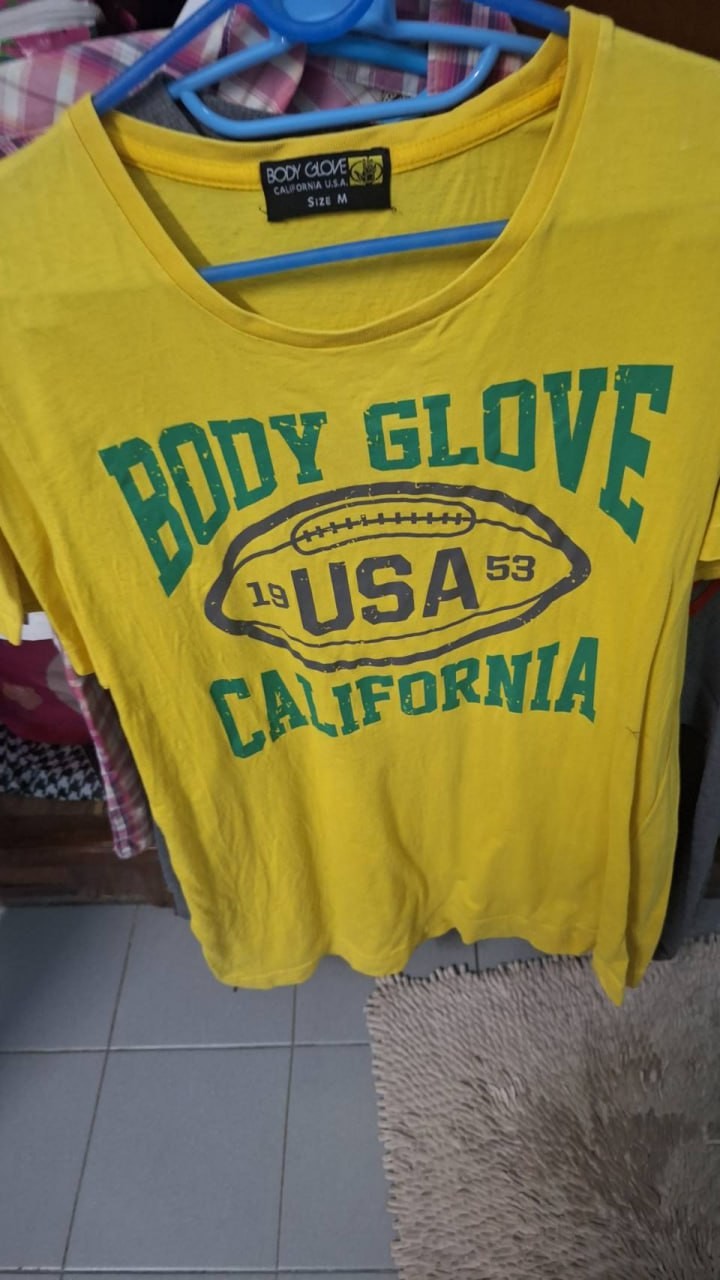 BODY GLOVE
CALIFORNIA U.S.A.
SIZE M
BODY GLOVE
19 USA 53
CALIFORNIA